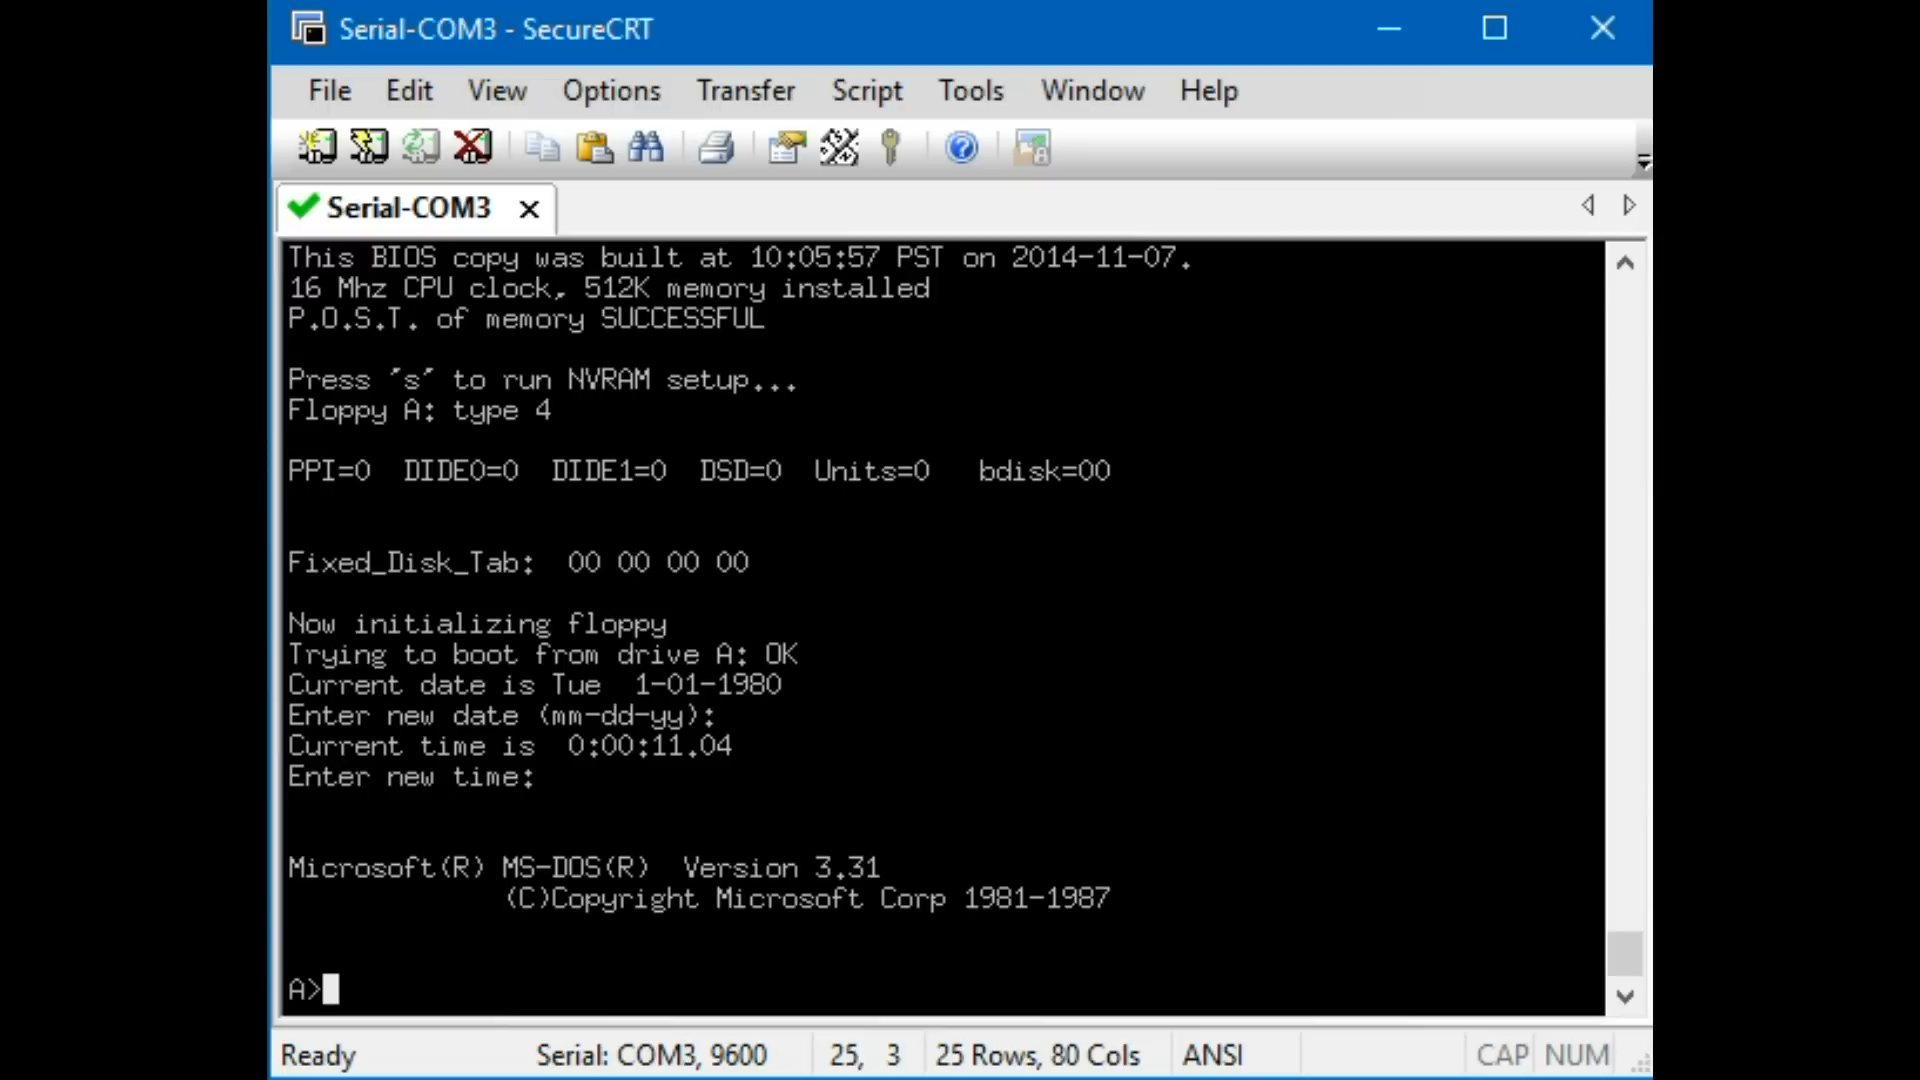 Serial-COM3 - SecureCRT
File Edit View Options Transfer Script Tools Window Help
Serial-COM3
This BIOS copy was built at 10:05:57 PST on 2014-11-07.
16 Mhz CPU clock, 512K memory installed
P.O.S.T. of memory SUCCESSFUL
Press 's' to run NVRAM setup...
Floppy A: type 4
PPI=0 DIDE0=0 DIDE1=0 DSD=0 Units=0 bdisk=00
Fixed_Disk_Tab: 00 00 00 00
Now initializing floppy
Trying to boot from drive A: OK
Current date is Tue 1-01-1980
Enter new date (mm-dd-yy):
Current time is 0:00:11.04
Enter new time:
Microsoft(R) MS-DOS(R) Version 3.31
(C)Copyright Microsoft Corp 1981-1987
A>
Ready Serial: COM3, 9600 25, 3 25 Rows, 80 Cols ANSI CAP NUM